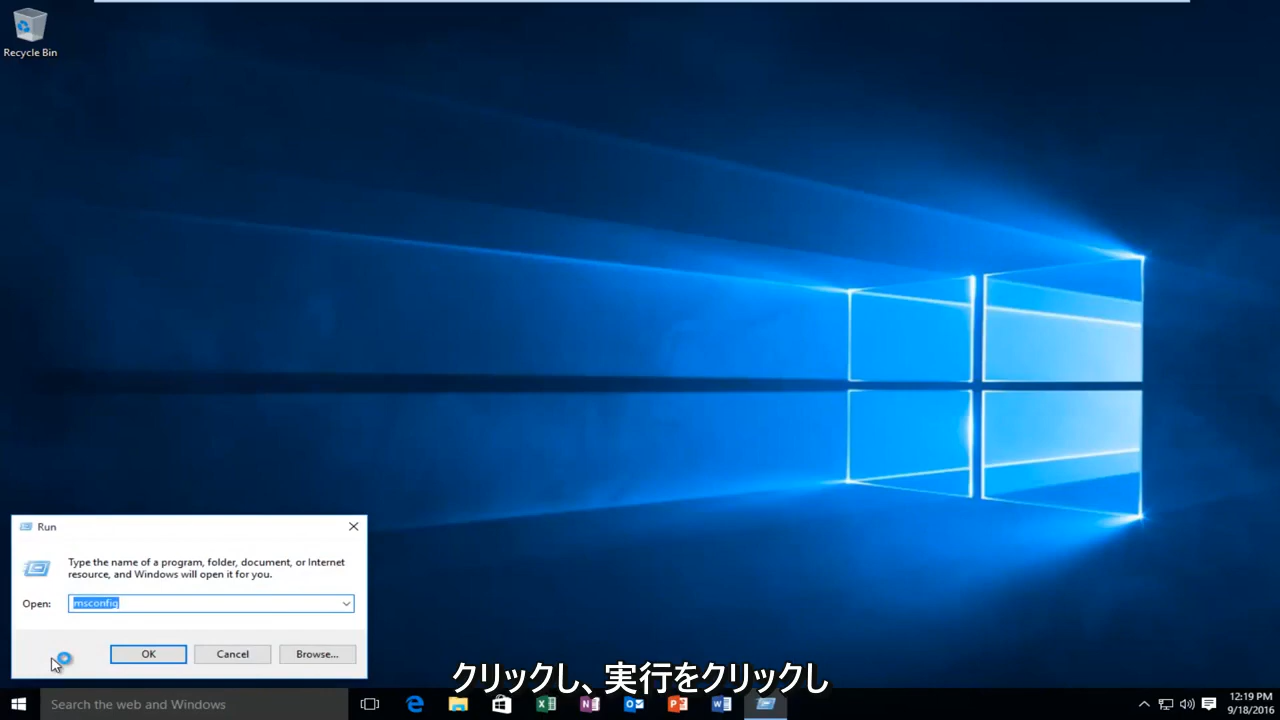 Recycle Bin
Run
Type the name of a program, folder, document, or Internet
resource, and Windows will open it for you.
Open:
msconfig
OK
Cancel
Browse...
クリックし、実行をクリックし
Search the web and Windows
12:19 PM
9/18/2016